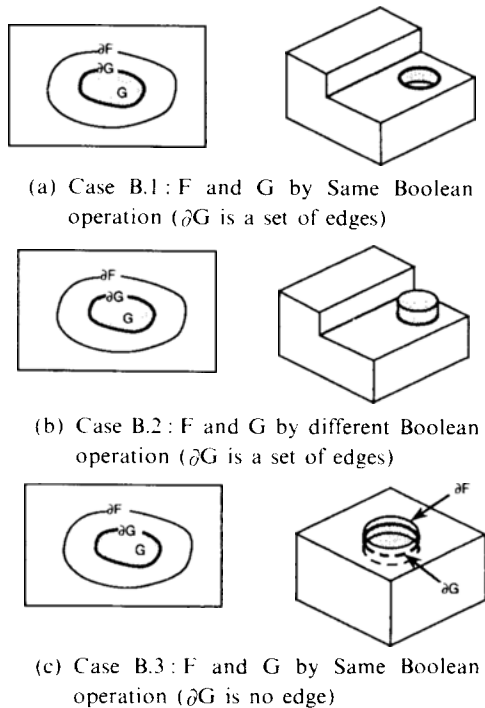 ∂F
∂G
G
(a) Case B.1 : F and G by Same Boolean
operation (∂G is a set of edges)
∂F
∂G
G
(b) Case B.2 : F and G by different Boolean
operation (∂G is a set of edges)
∂F
∂G
G
∂F
∂G
(c) Case B.3 : F and G by Same Boolean
operation (∂G is no edge)